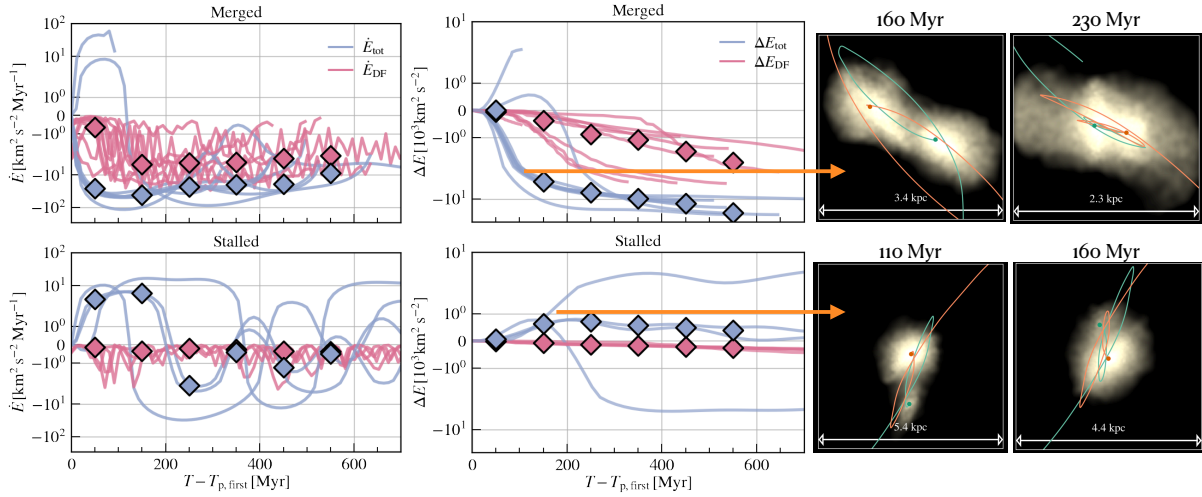 Merged
10²
10¹
10⁰
0
−10⁰
−10¹
−10²
Ė [km² s⁻² Myr⁻¹]
Ė_tot
Ė_DF
Merged
10⁰
0
−10⁰
−10¹
ΔE [10³ km² s⁻²]
ΔE_tot
ΔE_DF
160 Myr
3.4 kpc
230 Myr
2.3 kpc
Stalled
10²
10¹
10⁰
0
−10⁰
−10¹
−10²
Ė [km² s⁻² Myr⁻¹]
0 200 400 600
T − T_p, first [Myr]
Stalled
10¹
10⁰
0
−10⁰
−10¹
ΔE [10³ km² s⁻²]
0 200 400 600
T − T_p, first [Myr]
110 Myr
5.4 kpc
160 Myr
4.4 kpc